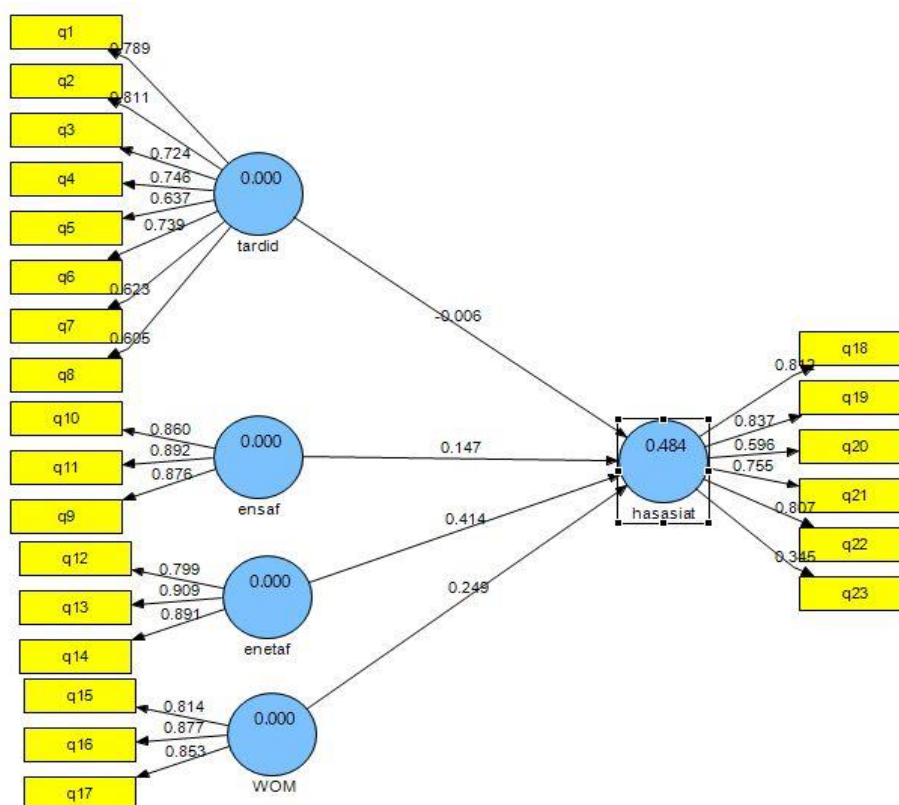 q1
q2
q3
q4
q5
q6
q7
q8
0.789
0.811
0.724
0.746
0.637
0.739
0.623
0.605
0.000
tardid
-0.006
q10
q11
q9
0.860
0.892
0.876
0.000
ensaf
0.147
q12
q13
q14
0.799
0.909
0.891
0.000
enetaf
0.414
q15
q16
q17
0.814
0.877
0.853
0.000
WOM
0.249
0.484
hasasiat
0.812
0.837
0.596
0.755
0.807
0.345
q18
q19
q20
q21
q22
q23